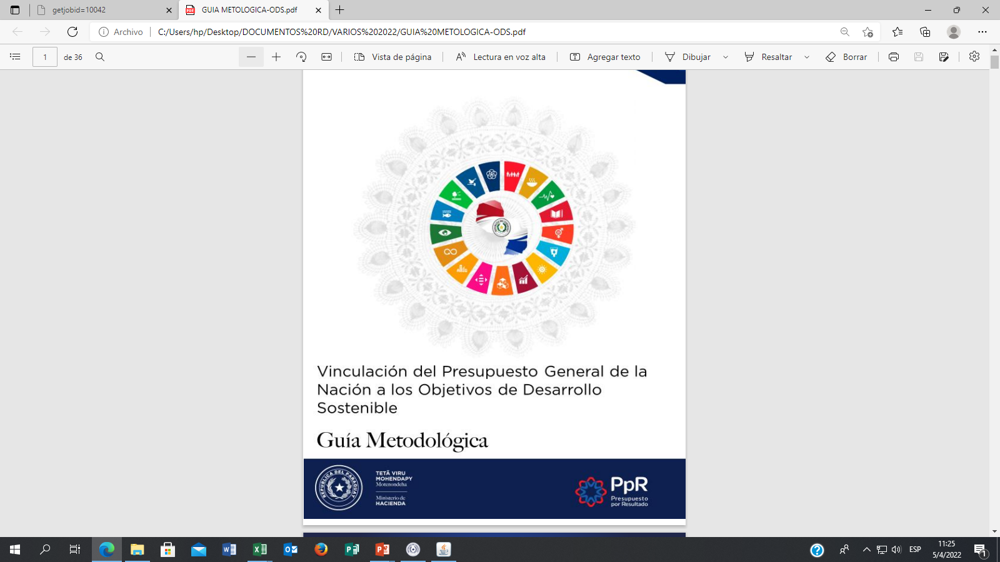 getjobid=10042
GUIA METOLOGICA-ODS.pdf
Archivo
C:/Users/hp/Desktop/DOCUMENTOS%20RD/VARIOS%202022/GUIA%20METOLOGICA-ODS.pdf
1 de 36
Vista de página
Lectura en voz alta
Agregar texto
Dibujar
Resaltar
Borrar
Vinculación del Presupuesto General de la
Nación a los Objetivos de Desarrollo
Sostenible
Guía Metodológica
REPUBLICA DEL PARAGUAY
TETÃ VIRU
MOHENDAPY
Motenondeha
Ministerio de
HACIENDA
PpR
Presupuesto
por Resultado
ESP
11:25
5/4/2022
1